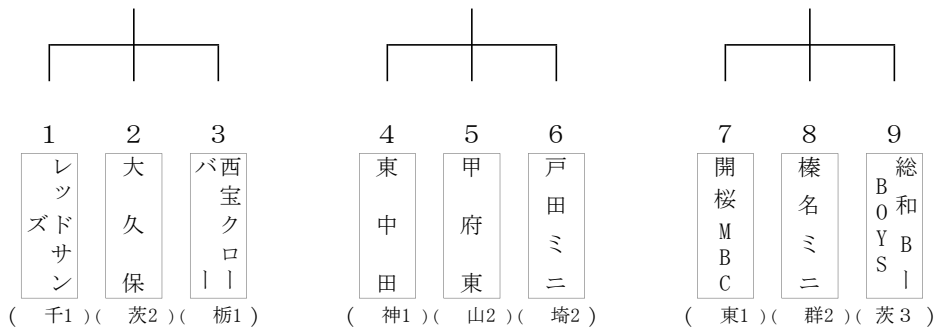 1 2 3 4 5 6 7 8 9
レッドサン
ズ
大久保
西宝クロー
バー
東中田
甲府東
戸田ミニ
開桜MBC
榛名ミニ
総和Bー
BOYS
( 千1 )( 茨2 )( 栃1 ) ( 神1 )( 山2 )( 埼2 ) ( 東1 )( 群2 )( 茨3 )